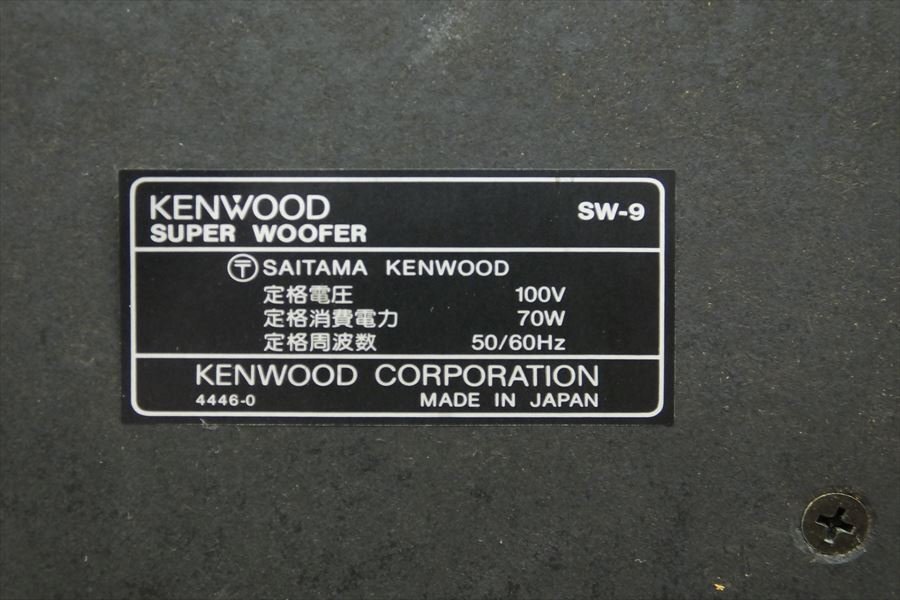 KENWOOD SW-9
SUPER WOOFER
〒 SAITAMA KENWOOD
定格電圧 100V
定格消費電力 70W
定格周波数 50/60Hz
KENWOOD CORPORATION
4446-0 MADE IN JAPAN